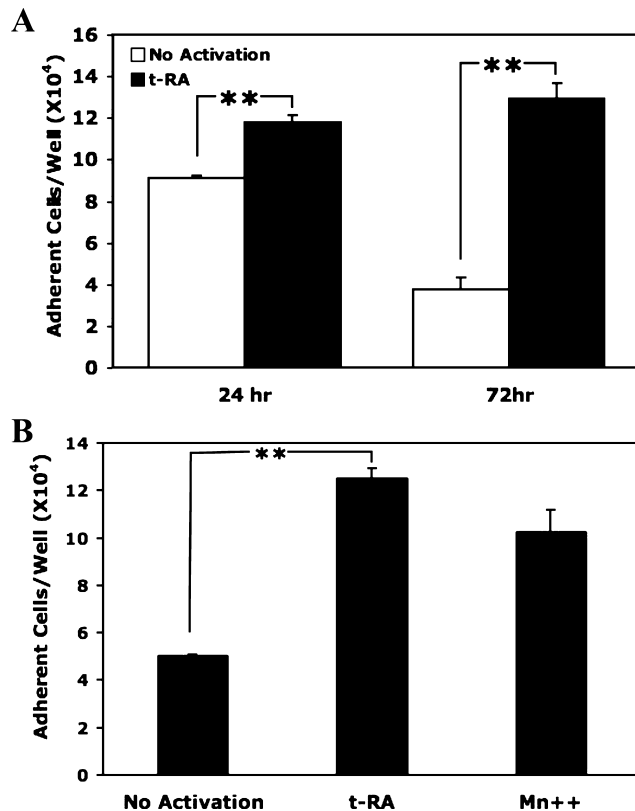 A
Adherent Cells/Well (X10⁴)
16
14
12
10
8
6
4
2
0
No Activation
t-RA
**
**
24 hr
72hr
B
Adherent Cells/Well (X10⁴)
14
12
10
8
6
4
2
0
**
No Activation
t-RA
Mn++